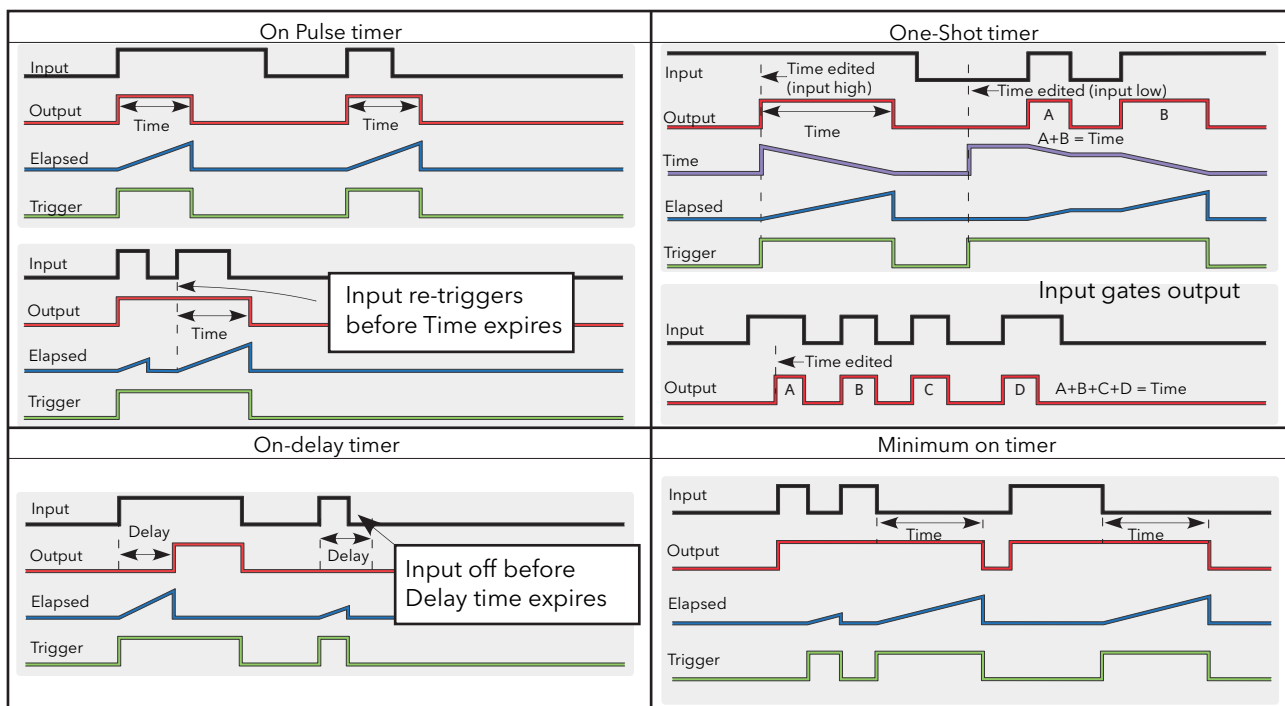 On Pulse timer
Input
Output
Time
Time
Elapsed
Trigger
Input
Output
Time
Input re-triggers
before Time expires
Elapsed
Trigger
One-Shot timer
Input
Time edited
(input high)
Time edited (input low)
Output
Time
A
B
A+B = Time
Time
Elapsed
Trigger
Input gates output
Input
Time edited
Output
A
B
C
D
A+B+C+D = Time
On-delay timer
Input
Delay
Output
Delay
Input off before
Delay time expires
Elapsed
Trigger
Minimum on timer
Input
Time
Time
Output
Elapsed
Trigger